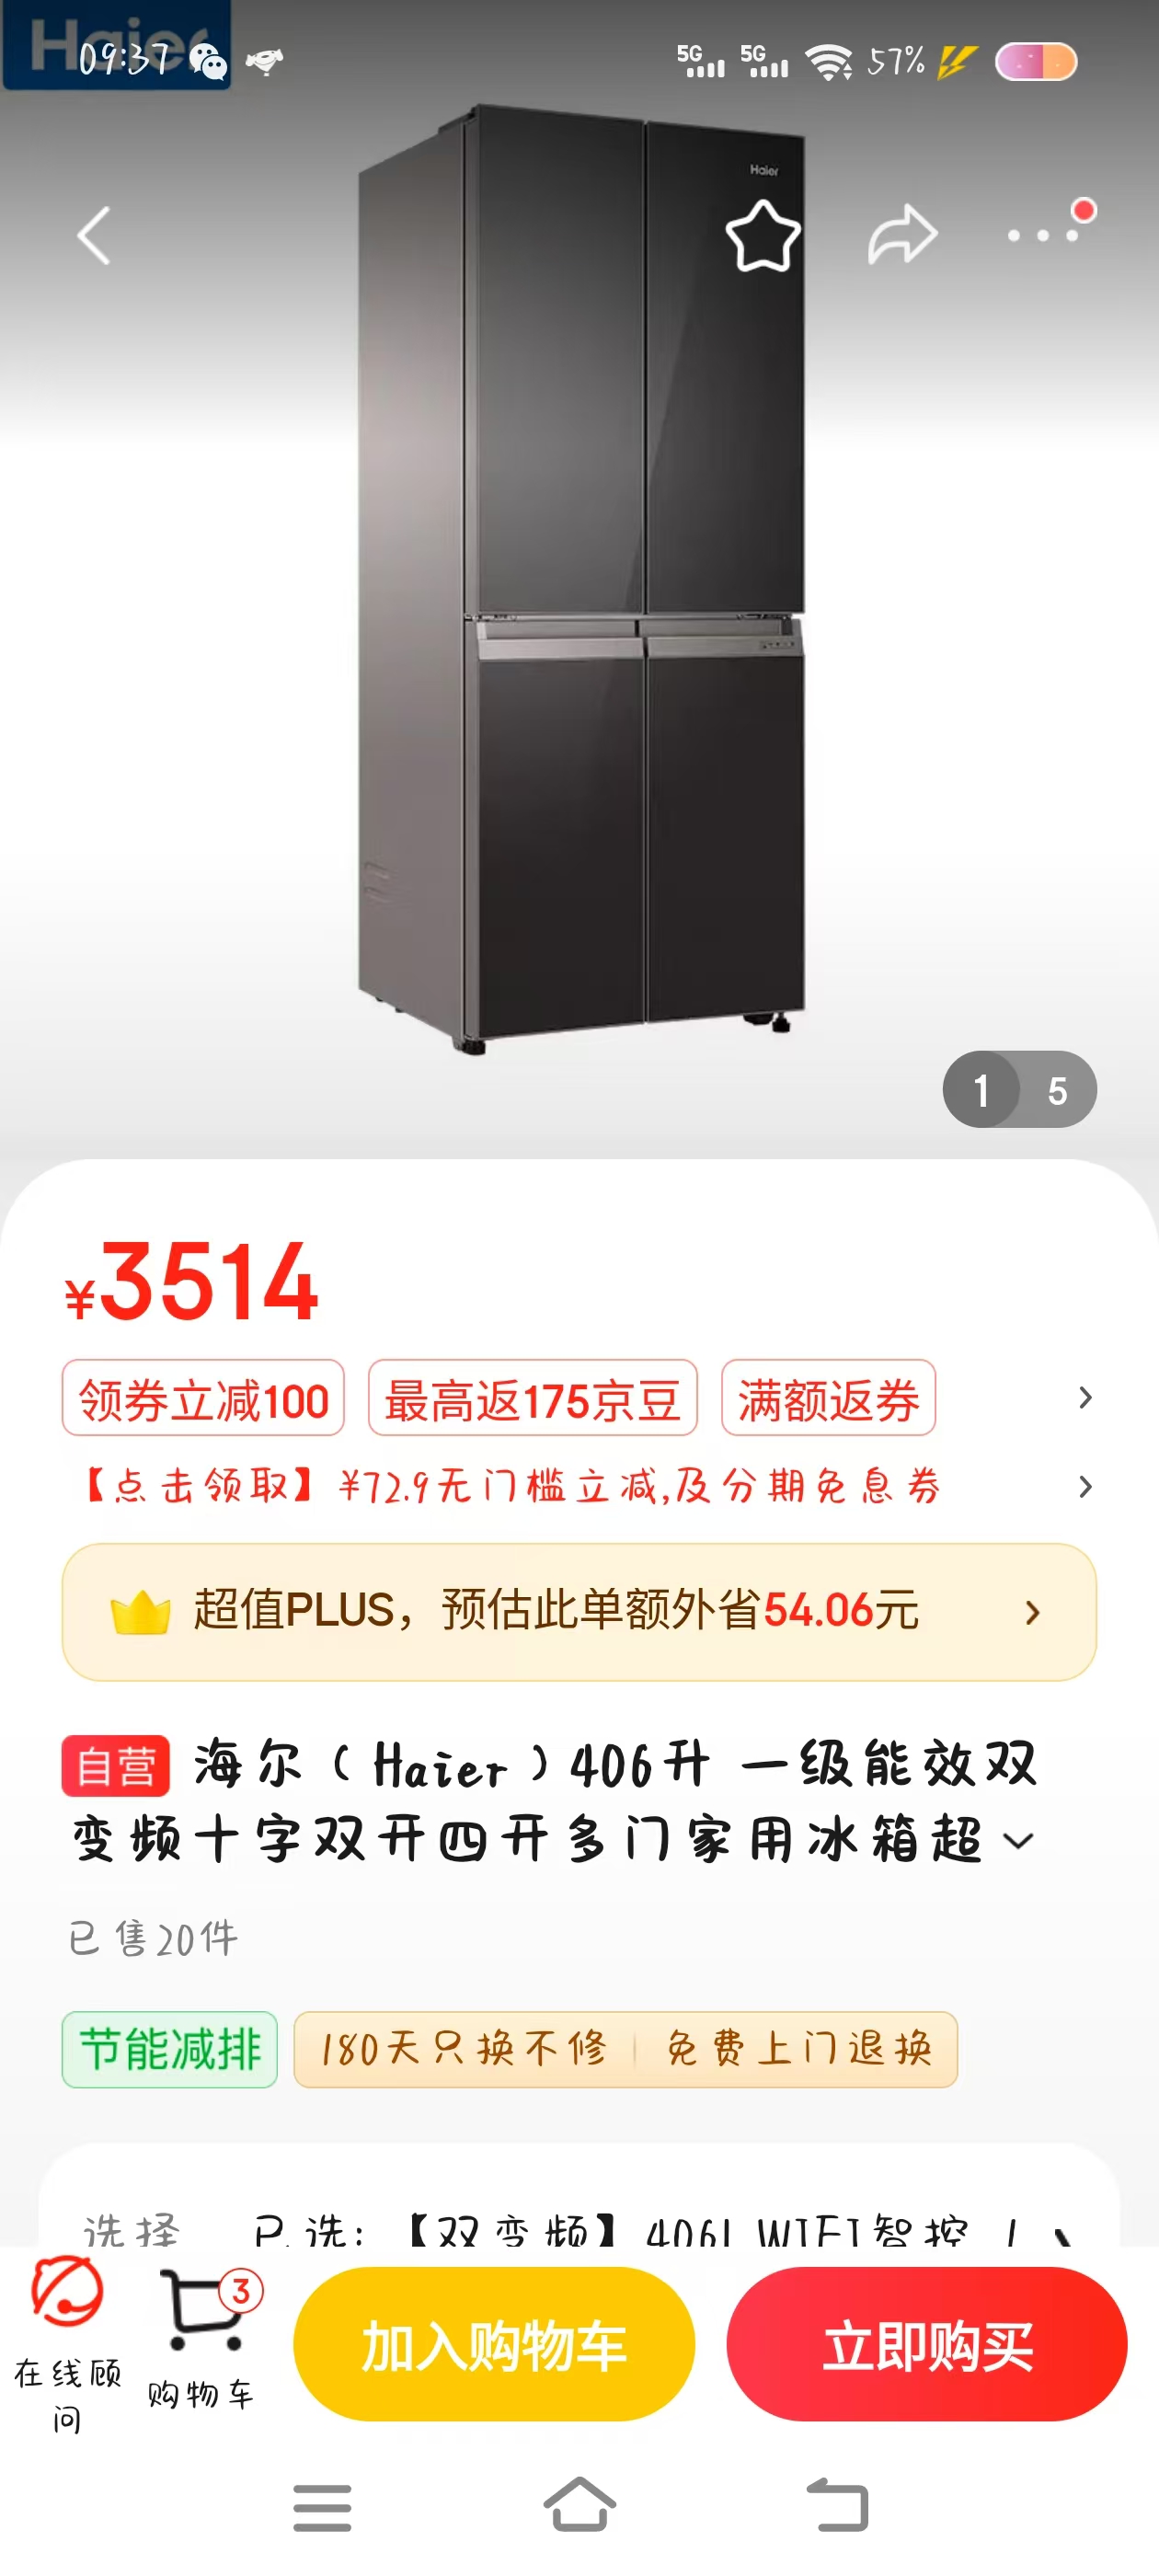 Haier
09:37 5G 5G 57%
Haier
1 5
¥3514
领券立减100 最高返175京豆 满额返券
【点击领取】¥72.9无门槛立减,及分期免息券
超值PLUS，预估此单额外省54.06元
自营 海尔（Haier）406升 一级能效双
变频十字双开四开多门家用冰箱超
已售20件
节能减排 180天只换不修 免费上门退换
选择 已选:【双变频】406L WIFI智控
3
在线顾
问
购物车
加入购物车 立即购买